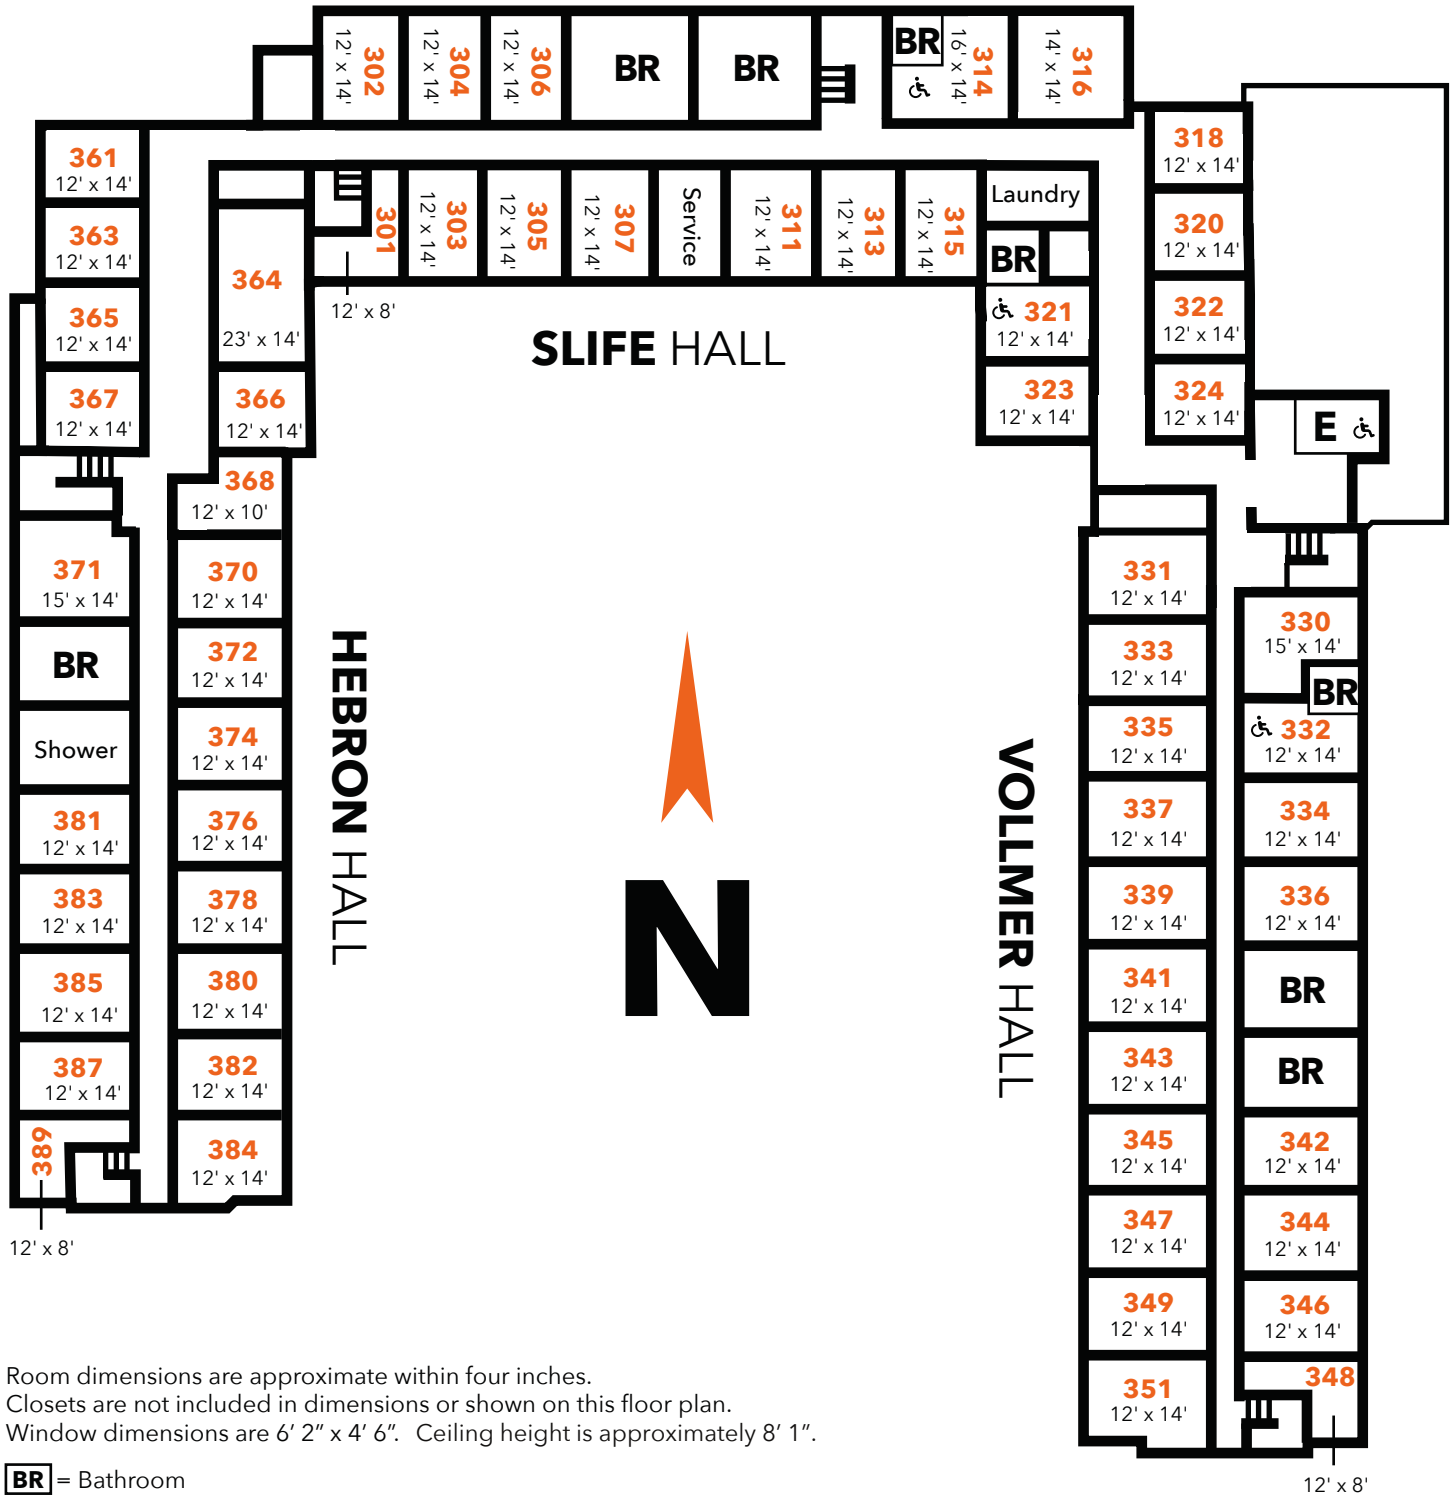 302
12' x 14'
304
12' x 14'
306
12' x 14'
BR
BR
BR
314
16' x 14'
316
14' x 14'
361
12' x 14'
363
12' x 14'
365
12' x 14'
367
12' x 14'
364
23' x 14'
366
12' x 14'
368
12' x 10'
301
12' x 8'
303
12' x 14'
305
12' x 14'
307
12' x 14'
Service
311
12' x 14'
313
12' x 14'
315
12' x 14'
Laundry
BR
321
12' x 14'
323
12' x 14'
318
12' x 14'
320
12' x 14'
322
12' x 14'
324
12' x 14'
E
SLIFE HALL
371
15' x 14'
BR
Shower
381
12' x 14'
383
12' x 14'
385
12' x 14'
387
12' x 14'
389
12' x 8'
370
12' x 14'
372
12' x 14'
374
12' x 14'
376
12' x 14'
378
12' x 14'
380
12' x 14'
382
12' x 14'
384
12' x 14'
HEBRON HALL
N
VOLLMER HALL
331
12' x 14'
333
12' x 14'
335
12' x 14'
337
12' x 14'
339
12' x 14'
341
12' x 14'
343
12' x 14'
345
12' x 14'
347
12' x 14'
349
12' x 14'
351
12' x 14'
330
15' x 14'
BR
332
12' x 14'
334
12' x 14'
336
12' x 14'
BR
BR
342
12' x 14'
344
12' x 14'
346
12' x 14'
348
12' x 8'
Room dimensions are approximate within four inches.
Closets are not included in dimensions or shown on this floor plan.
Window dimensions are 6’ 2” x 4’ 6”. Ceiling height is approximately 8’ 1”.
BR = Bathroom